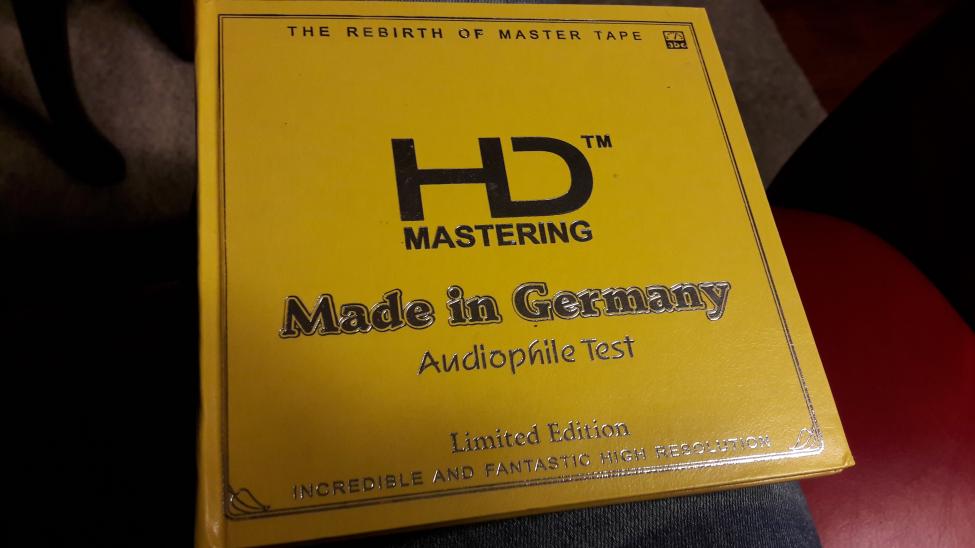 THE REBIRTH OF MASTER TAPE
HD™
MASTERING
Made in Germany
Audiophile Test
Limited Edition
INCREDIBLE AND FANTASTIC HIGH RESOLUTION